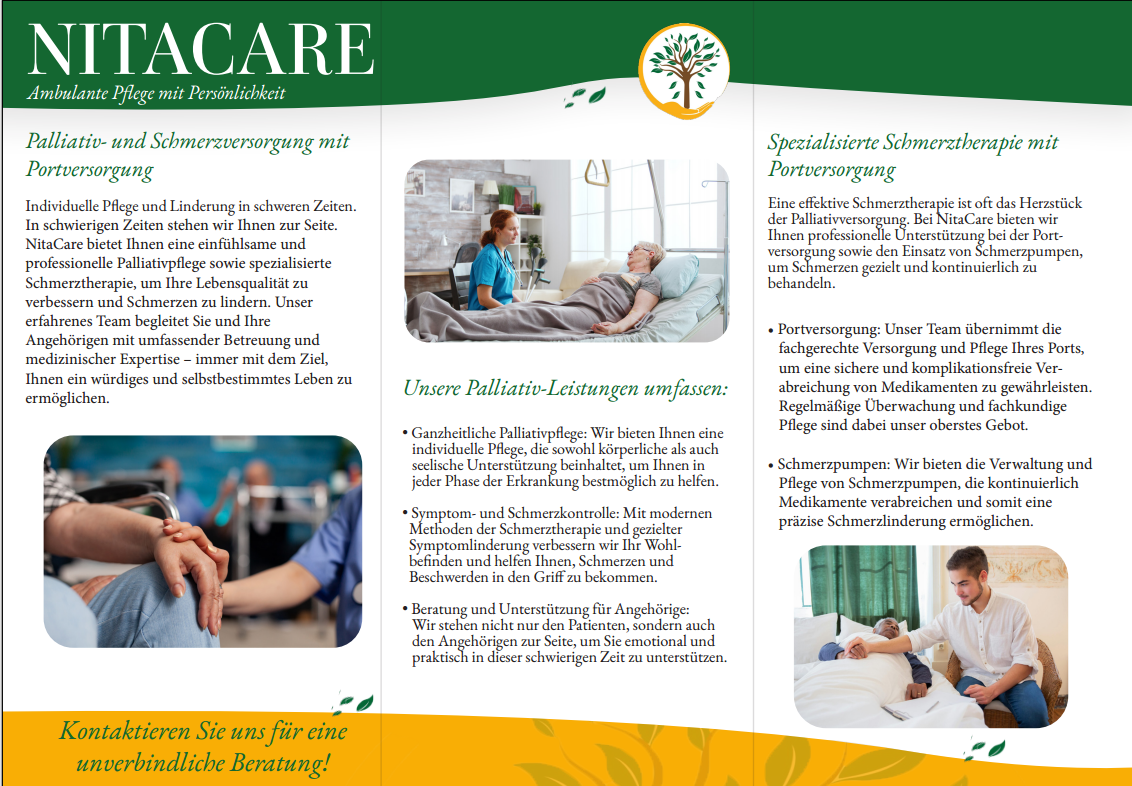 NITACARE
Ambulante Pflege mit Persönlichkeit
Palliativ- und Schmerzversorgung mit
Portversorgung
Individuelle Pflege und Linderung in schweren Zeiten.
In schwierigen Zeiten stehen wir Ihnen zur Seite.
NitaCare bietet Ihnen eine einfühlsame und
professionelle Palliativpflege sowie spezialisierte
Schmerztherapie, um Ihre Lebensqualität zu
verbessern und Schmerzen zu lindern. Unser
erfahrenes Team begleitet Sie und Ihre
Angehörigen mit umfassender Betreuung und
medizinischer Expertise – immer mit dem Ziel,
Ihnen ein würdiges und selbstbestimmtes Leben zu
ermöglichen.
Kontaktieren Sie uns für eine
unverbindliche Beratung!
Unsere Palliativ-Leistungen umfassen:
• Ganzheitliche Palliativpflege: Wir bieten Ihnen eine
individuelle Pflege, die sowohl körperliche als auch
seelische Unterstützung beinhaltet, um Ihnen in
jeder Phase der Erkrankung bestmöglich zu helfen.
• Symptom- und Schmerzkontrolle: Mit modernen
Methoden der Schmerztherapie und gezielter
Symptomlinderung verbessern wir Ihr Wohl-
befinden und helfen Ihnen, Schmerzen und
Beschwerden in den Griff zu bekommen.
• Beratung und Unterstützung für Angehörige:
Wir stehen nicht nur den Patienten, sondern auch
den Angehörigen zur Seite, um Sie emotional und
praktisch in dieser schwierigen Zeit zu unterstützen.
Spezialisierte Schmerztherapie mit
Portversorgung
Eine effektive Schmerztherapie ist oft das Herzstück
der Palliativversorgung. Bei NitaCare bieten wir
Ihnen professionelle Unterstützung bei der Port-
versorgung sowie den Einsatz von Schmerzpumpen,
um Schmerzen gezielt und kontinuierlich zu
behandeln.
• Portversorgung: Unser Team übernimmt die
fachgerechte Versorgung und Pflege Ihres Ports,
um eine sichere und komplikationsfreie Ver-
abreichung von Medikamenten zu gewährleisten.
Regelmäßige Überwachung und fachkundige
Pflege sind dabei unser oberstes Gebot.
• Schmerzpumpen: Wir bieten die Verwaltung und
Pflege von Schmerzpumpen, die kontinuierlich
Medikamente verabreichen und somit eine
präzise Schmerzlinderung ermöglichen.